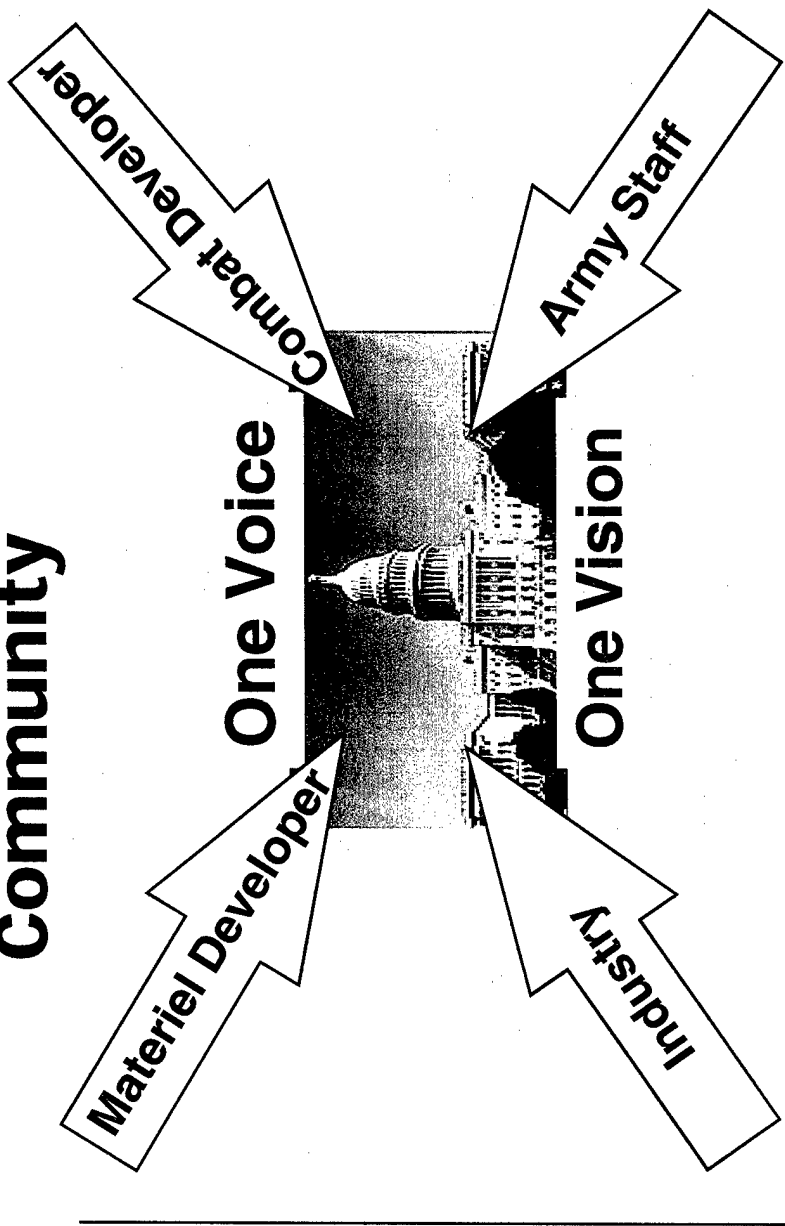 Community
One Voice
Materiel Developer
Combat Developer
Industry
Army Staff
One Vision